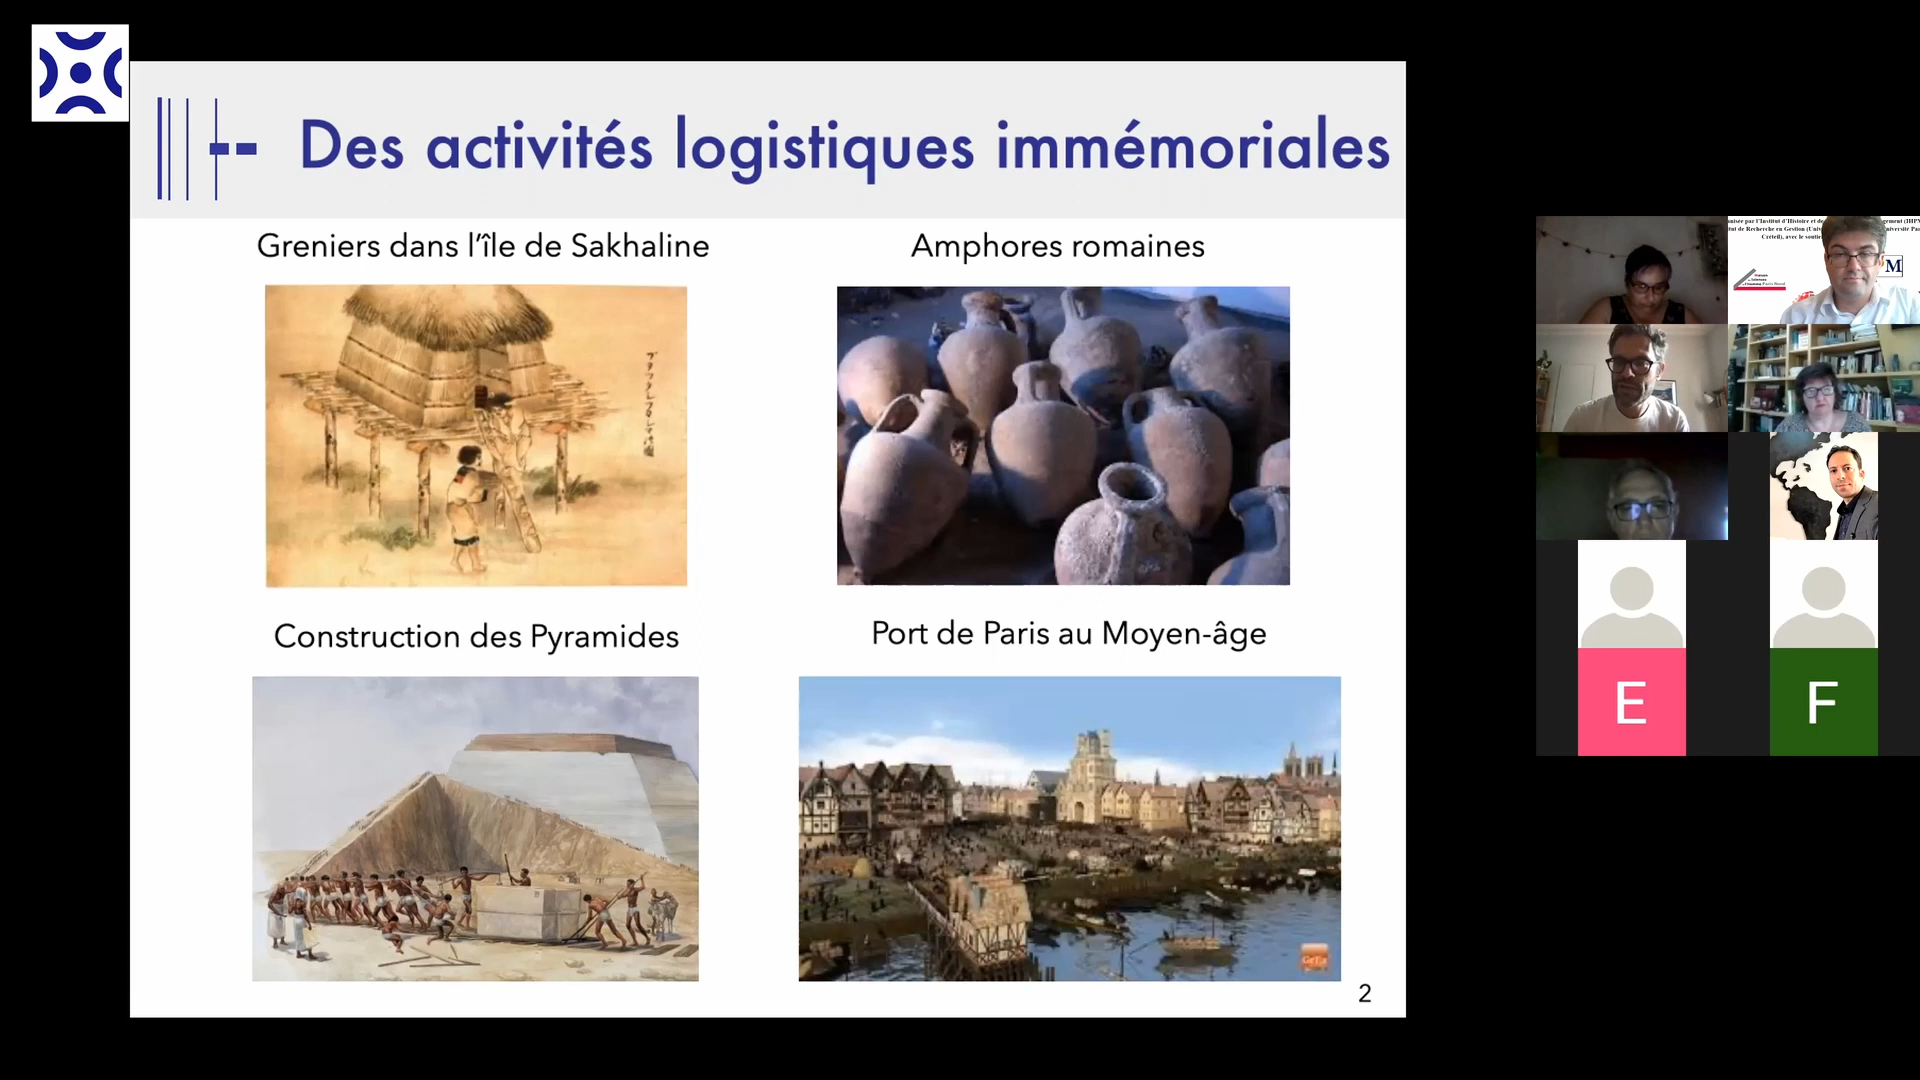 Des activités logistiques immémoriales
Greniers dans l’île de Sakhaline
Amphores romaines
Construction des Pyramides
Port de Paris au Moyen-âge
2
M
E
F